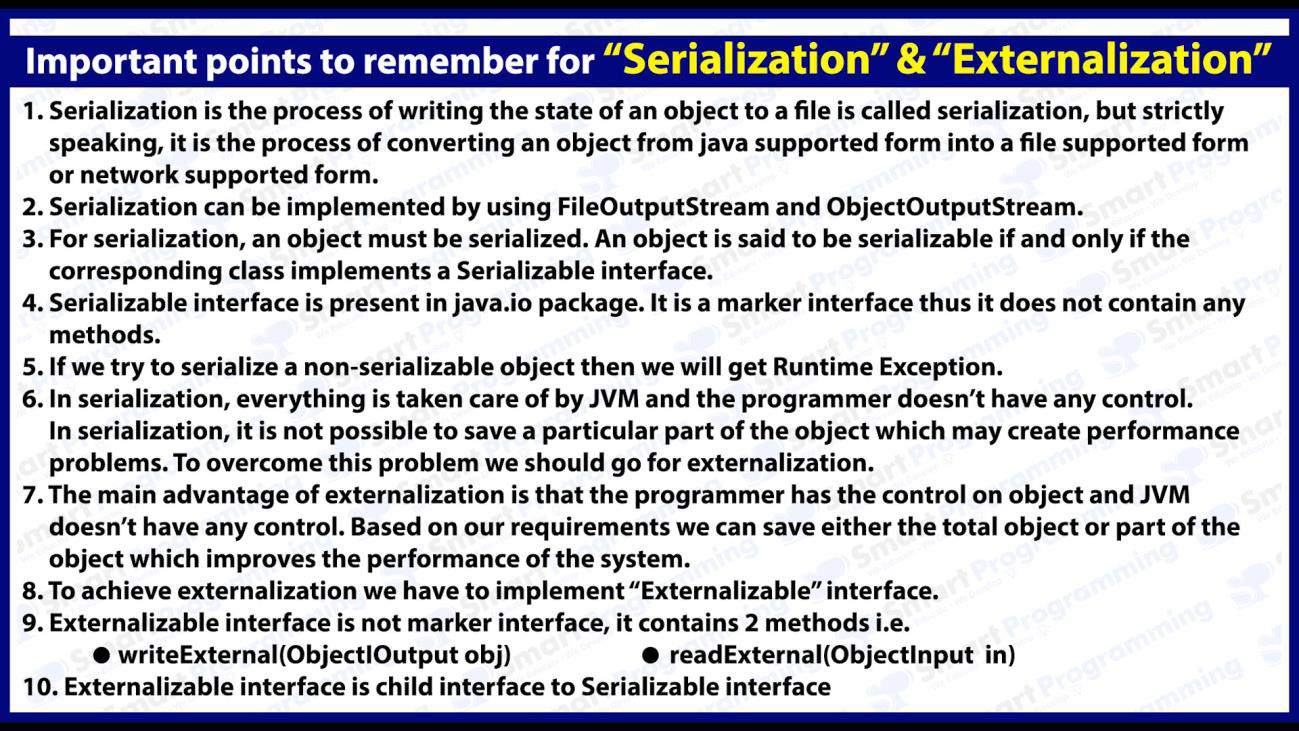 Important points to remember for “Serialization” & “Externalization”
1. Serialization is the process of writing the state of an object to a file is called serialization, but strictly
speaking, it is the process of converting an object from java supported form into a file supported form
or network supported form.
2. Serialization can be implemented by using FileOutputStream and ObjectOutputStream.
3. For serialization, an object must be serialized. An object is said to be serializable if and only if the
corresponding class implements a Serializable interface.
4. Serializable interface is present in java.io package. It is a marker interface thus it does not contain any
methods.
5. If we try to serialize a non-serializable object then we will get Runtime Exception.
6. In serialization, everything is taken care of by JVM and the programmer doesn’t have any control.
In serialization, it is not possible to save a particular part of the object which may create performance
problems. To overcome this problem we should go for externalization.
7. The main advantage of externalization is that the programmer has the control on object and JVM
doesn’t have any control. Based on our requirements we can save either the total object or part of the
object which improves the performance of the system.
8. To achieve externalization we have to implement “Externalizable” interface.
9. Externalizable interface is not marker interface, it contains 2 methods i.e.
● writeExternal(ObjectIOutput obj) ● readExternal(ObjectInput in)
10. Externalizable interface is child interface to Serializable interface